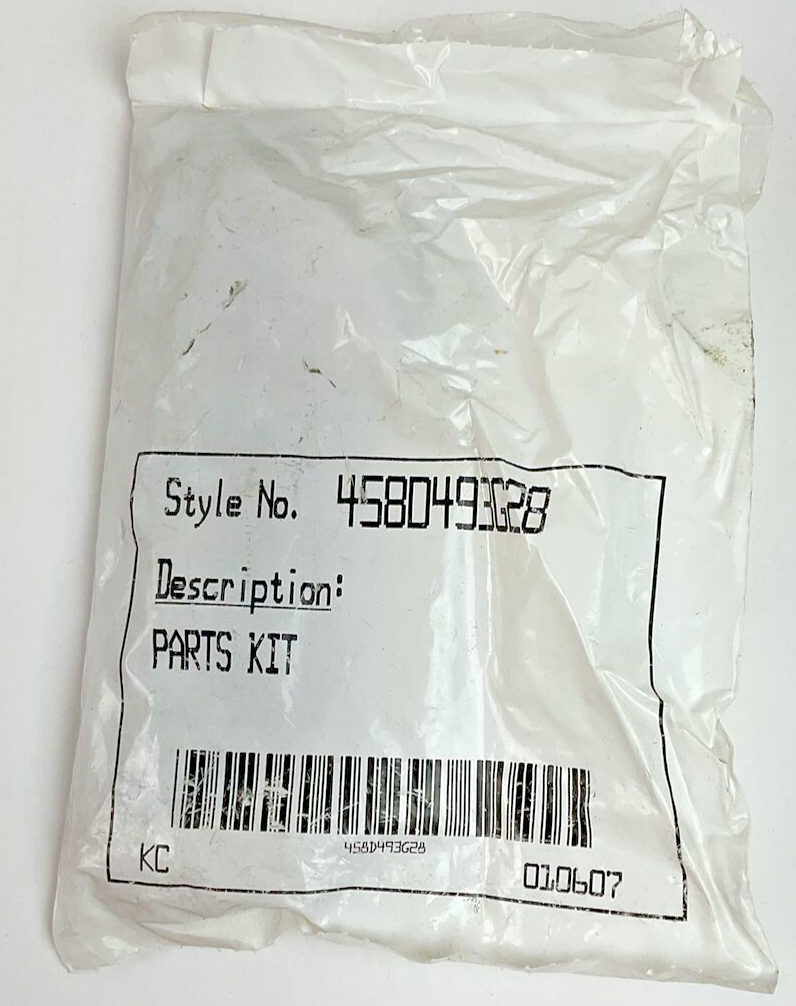 Style No. 458D493G28
Description:
PARTS KIT
458D493G28
KC 010607